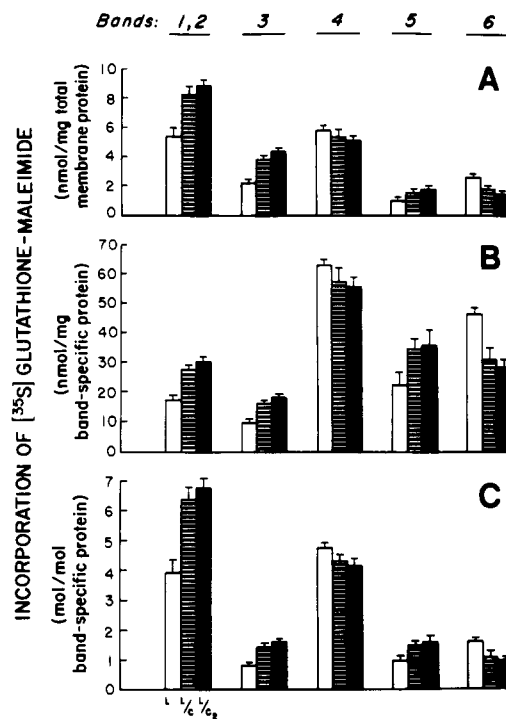 Bands: 1,2 3 4 5 6
INCORPORATION OF [³⁵S] GLUTATHIONE-MALEIMIDE
A
(nmol/mg total membrane protein)
10
8
6
4
2
0
B
(nmol/mg band-specific protein)
70
60
50
40
30
20
10
0
C
(mol/mol band-specific protein)
7
6
5
4
3
2
1
0
L L/C L/C₂